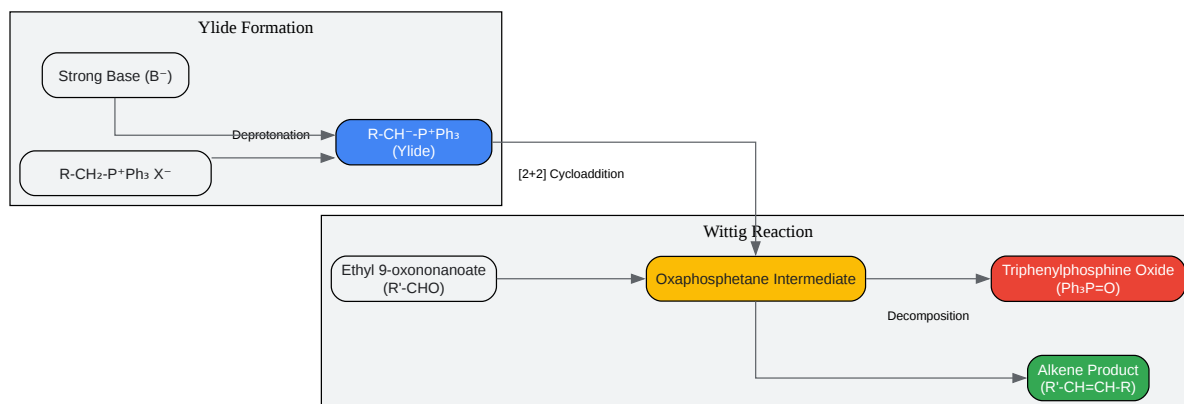 Ylide Formation
Strong Base (B⁻)
Deprotonation
R-CH⁻-P⁺Ph₃
(Ylide)
R-CH₂-P⁺Ph₃ X⁻
[2+2] Cycloaddition
Wittig Reaction
Ethyl 9-oxononanoate
(R'-CHO)
Oxaphosphetane Intermediate
Triphenylphosphine Oxide
(Ph₃P=O)
Decomposition
Alkene Product
(R'-CH=CH-R)